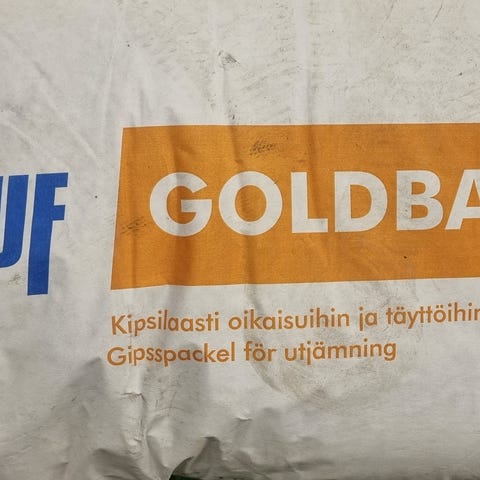 UF
GOLDBA
Kipsilaasti oikaisuihin ja täyttöihin
Gipsspackel för utjämning